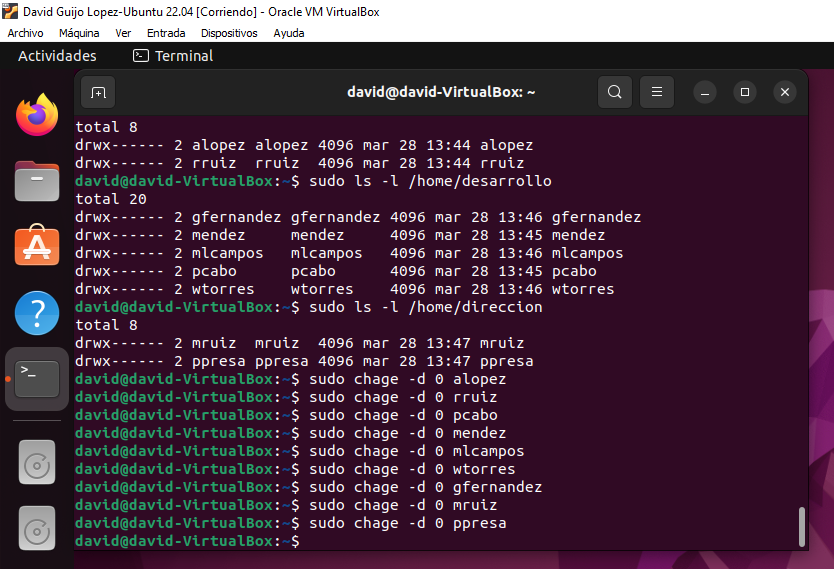 David Guijo Lopez-Ubuntu 22.04 [Corriendo] - Oracle VM VirtualBox
Archivo Máquina Ver Entrada Dispositivos Ayuda
Actividades Terminal
david@david-VirtualBox: ~
total 8
drwx------ 2 alopez alopez 4096 mar 28 13:44 alopez
drwx------ 2 rruiz  rruiz  4096 mar 28 13:44 rruiz
david@david-VirtualBox:~$ sudo ls -l /home/desarrollo
total 20
drwx------ 2 gfernandez gfernandez 4096 mar 28 13:46 gfernandez
drwx------ 2 mendez     mendez     4096 mar 28 13:45 mendez
drwx------ 2 mlcampos   mlcampos   4096 mar 28 13:46 mlcampos
drwx------ 2 pcabo      pcabo      4096 mar 28 13:45 pcabo
drwx------ 2 wtorres    wtorres    4096 mar 28 13:46 wtorres
david@david-VirtualBox:~$ sudo ls -l /home/direccion
total 8
drwx------ 2 mruiz  mruiz  4096 mar 28 13:47 mruiz
drwx------ 2 ppresa ppresa 4096 mar 28 13:47 ppresa
david@david-VirtualBox:~$ sudo chage -d 0 alopez
david@david-VirtualBox:~$ sudo chage -d 0 rruiz
david@david-VirtualBox:~$ sudo chage -d 0 pcabo
david@david-VirtualBox:~$ sudo chage -d 0 mendez
david@david-VirtualBox:~$ sudo chage -d 0 mlcampos
david@david-VirtualBox:~$ sudo chage -d 0 wtorres
david@david-VirtualBox:~$ sudo chage -d 0 gfernandez
david@david-VirtualBox:~$ sudo chage -d 0 mruiz
david@david-VirtualBox:~$ sudo chage -d 0 ppresa
david@david-VirtualBox:~$